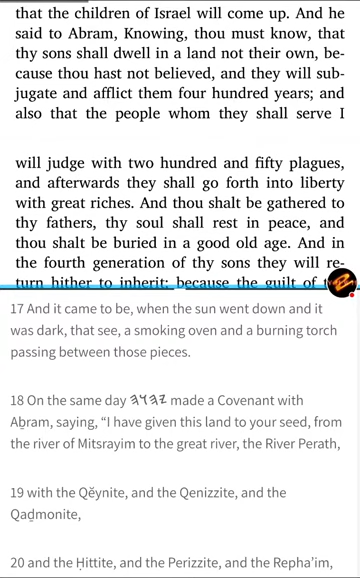 that the children of Israel will come up. And he
said to Abram, Knowing, thou must know, that
thy sons shall dwell in a land not their own, be-
cause thou hast not believed, and they will sub-
jugate and afflict them four hundred years; and
also that the people whom they shall serve I
will judge with two hundred and fifty plagues,
and afterwards they shall go forth into liberty
with great riches. And thou shalt be gathered to
thy fathers, thy soul shall rest in peace, and
thou shalt be buried in a good old age. And in
the fourth generation of thy sons they will re-
turn hither to inherit; because the guilt of
17 And it came to be, when the sun went down and it
was dark, that see, a smoking oven and a burning torch
passing between those pieces.
18 On the same day 𐤉𐤄𐤅𐤄 made a Covenant with
Aḇram, saying, “I have given this land to your seed, from
the river of Mitsrayim to the great river, the River Perath,
19 with the Qĕynite, and the Qenizzite, and the
Qaḏmonite,
20 and the Ḥittite, and the Perizzite, and the Repha’im,